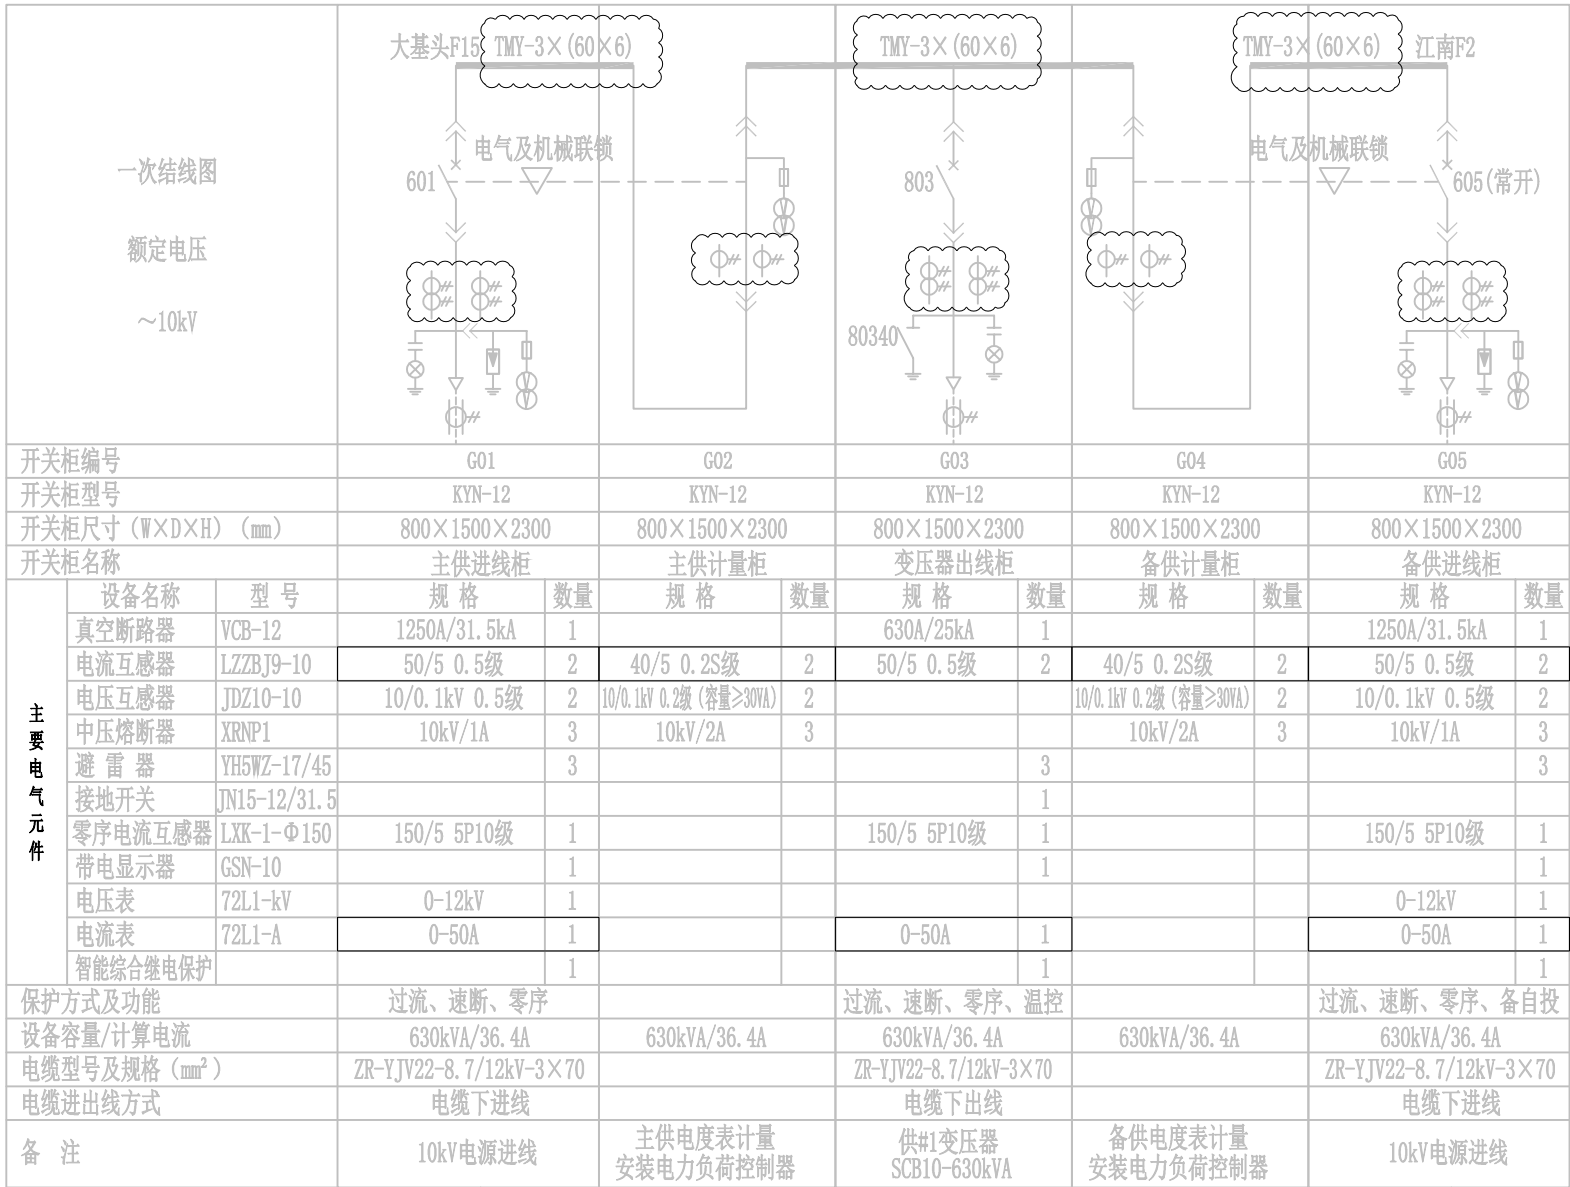 大基头F15 TMY-3×(60×6) TMY-3×(60×6) TMY-3×(60×6) 江南F2
一次结线图
额定电压
～10kV
电气及机械联锁 电气及机械联锁
601 803 605(常开)
80340
开关柜编号 G01 G02 G03 G04 G05
开关柜型号 KYN-12 KYN-12 KYN-12 KYN-12 KYN-12
开关柜尺寸（W×D×H）（mm） 800×1500×2300 800×1500×2300 800×1500×2300 800×1500×2300 800×1500×2300
开关柜名称 主供进线柜 主供计量柜 变压器出线柜 备供计量柜 备供进线柜
主要电气元件
设备名称 型 号 规 格 数量 规 格 数量 规 格 数量 规 格 数量 规 格 数量
真空断路器 VCB-12 1250A/31.5kA 1 630A/25kA 1 1250A/31.5kA 1
电流互感器 LZZBJ9-10 50/5 0.5级 2 40/5 0.2S级 2 50/5 0.5级 2 40/5 0.2S级 2 50/5 0.5级 2
电压互感器 JDZ10-10 10/0.1kV 0.5级 2 10/0.1kV 0.2级(容量≥30VA) 2 10/0.1kV 0.2级(容量≥30VA) 2 10/0.1kV 0.5级 2
中压熔断器 XRNP1 10kV/1A 3 10kV/2A 3 10kV/2A 3 10kV/1A 3
避 雷 器 YH5WZ-17/45 3 3 3
接地开关 JN15-12/31.5 1
零序电流互感器 LXK-1-Φ150 150/5 5P10级 1 150/5 5P10级 1 150/5 5P10级 1
带电显示器 GSN-10 1 1 1
电压表 72L1-kV 0-12kV 1 0-12kV 1
电流表 72L1-A 0-50A 1 0-50A 1 0-50A 1
智能综合继电保护 1 1 1
保护方式及功能 过流、速断、零序 过流、速断、零序、温控 过流、速断、零序、备自投
设备容量/计算电流 630kVA/36.4A 630kVA/36.4A 630kVA/36.4A 630kVA/36.4A 630kVA/36.4A
电缆型号及规格（mm²） ZR-YJV22-8.7/12kV-3×70 ZR-YJV22-8.7/12kV-3×70 ZR-YJV22-8.7/12kV-3×70
电缆进出线方式 电缆下进线 电缆下出线 电缆下进线
备 注 10kV电源进线 主供电度表计量 供#1变压器 备供电度表计量 10kV电源进线
安装电力负荷控制器 SCB10-630kVA 安装电力负荷控制器